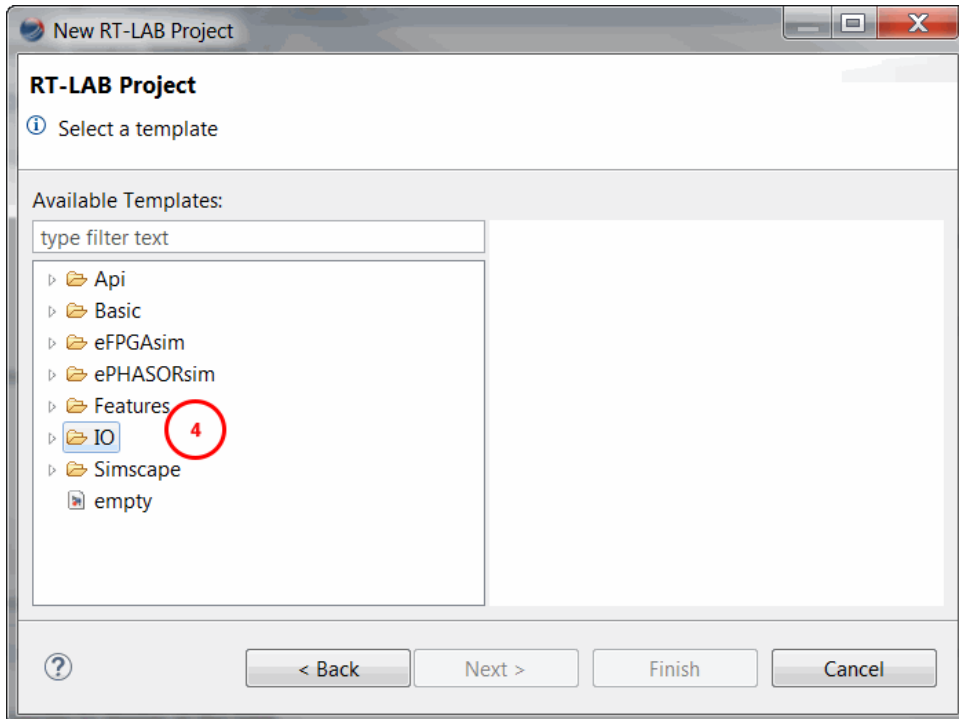 New RT-LAB Project
RT-LAB Project
Select a template
Available Templates:
type filter text
Api
Basic
eFPGAsim
ePHASORsim
Features
IO
4
Simscape
empty
? < Back Next > Finish Cancel